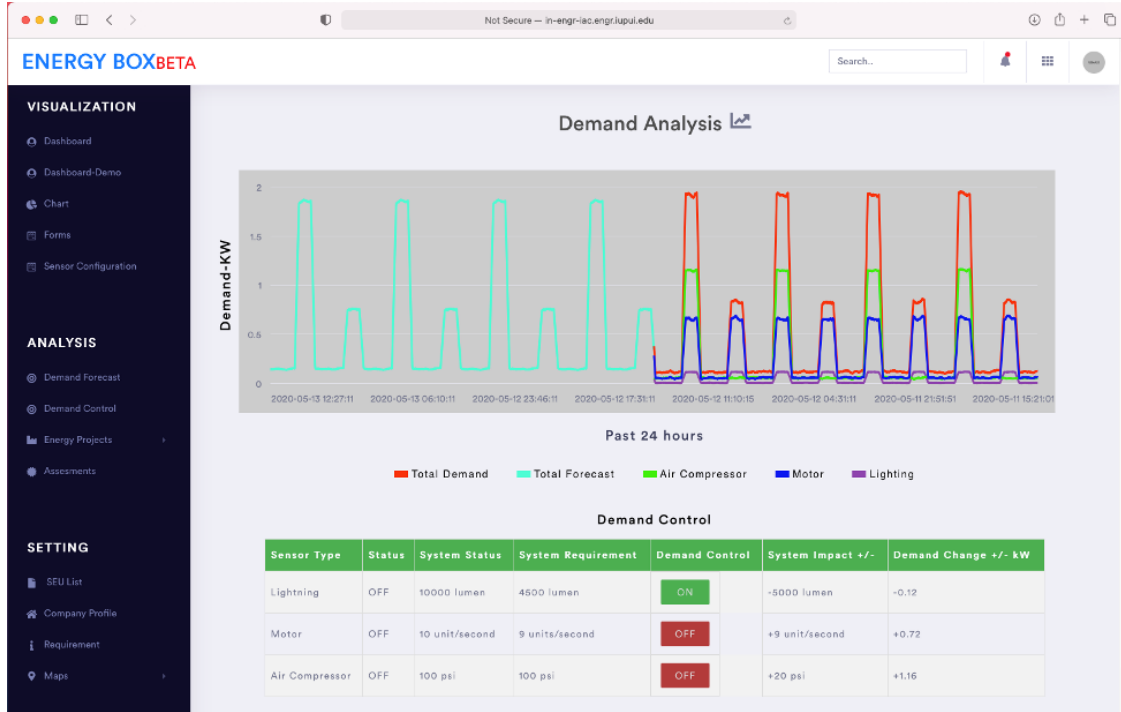 Not Secure — in-engr-iac.engr.iupui.edu
ENERGY BOXBETA
Search...
VISUALIZATION
Dashboard
Dashboard-Demo
Chart
Forms
Sensor Configuration
ANALYSIS
Demand Forecast
Demand Control
Energy Projects
Assesments
SETTING
SEU List
Company Profile
Requirement
Maps
Demand Analysis
Demand-KW
2
1.5
1
0.5
0
2020-05-13 12:27:11 2020-05-13 06:10:11 2020-05-12 23:46:11 2020-05-12 17:31:11 2020-05-12 11:10:15 2020-05-12 04:31:11 2020-05-11 21:51:51 2020-05-11 15:21:01
Past 24 hours
Total Demand Total Forecast Air Compressor Motor Lighting
Demand Control
Sensor Type Status System Status System Requirement Demand Control System Impact +/- Demand Change +/- kW
Lightning OFF 10000 lumen 4500 lumen ON -5000 lumen -0.12
Motor OFF 10 unit/second 9 units/second OFF +9 unit/second +0.72
Air Compressor OFF 100 psi 100 psi OFF +20 psi +1.16